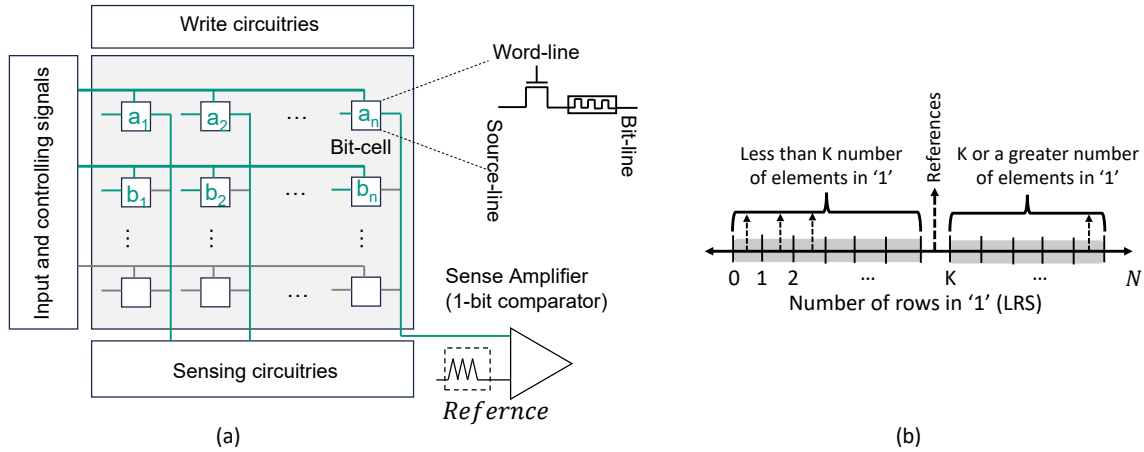 Write circuitries
Input and controlling signals
a1
a2
...
an
Bit-cell
b1
b2
...
bn
...
Sensing circuitries
Word-line
Source-line
Bit-line
Sense Amplifier
(1-bit comparator)
Refernce
(a)
Less than K number
of elements in ‘1’
References
K or a greater number
of elements in ‘1’
0 1 2 ... K ... N
Number of rows in ‘1’ (LRS)
(b)